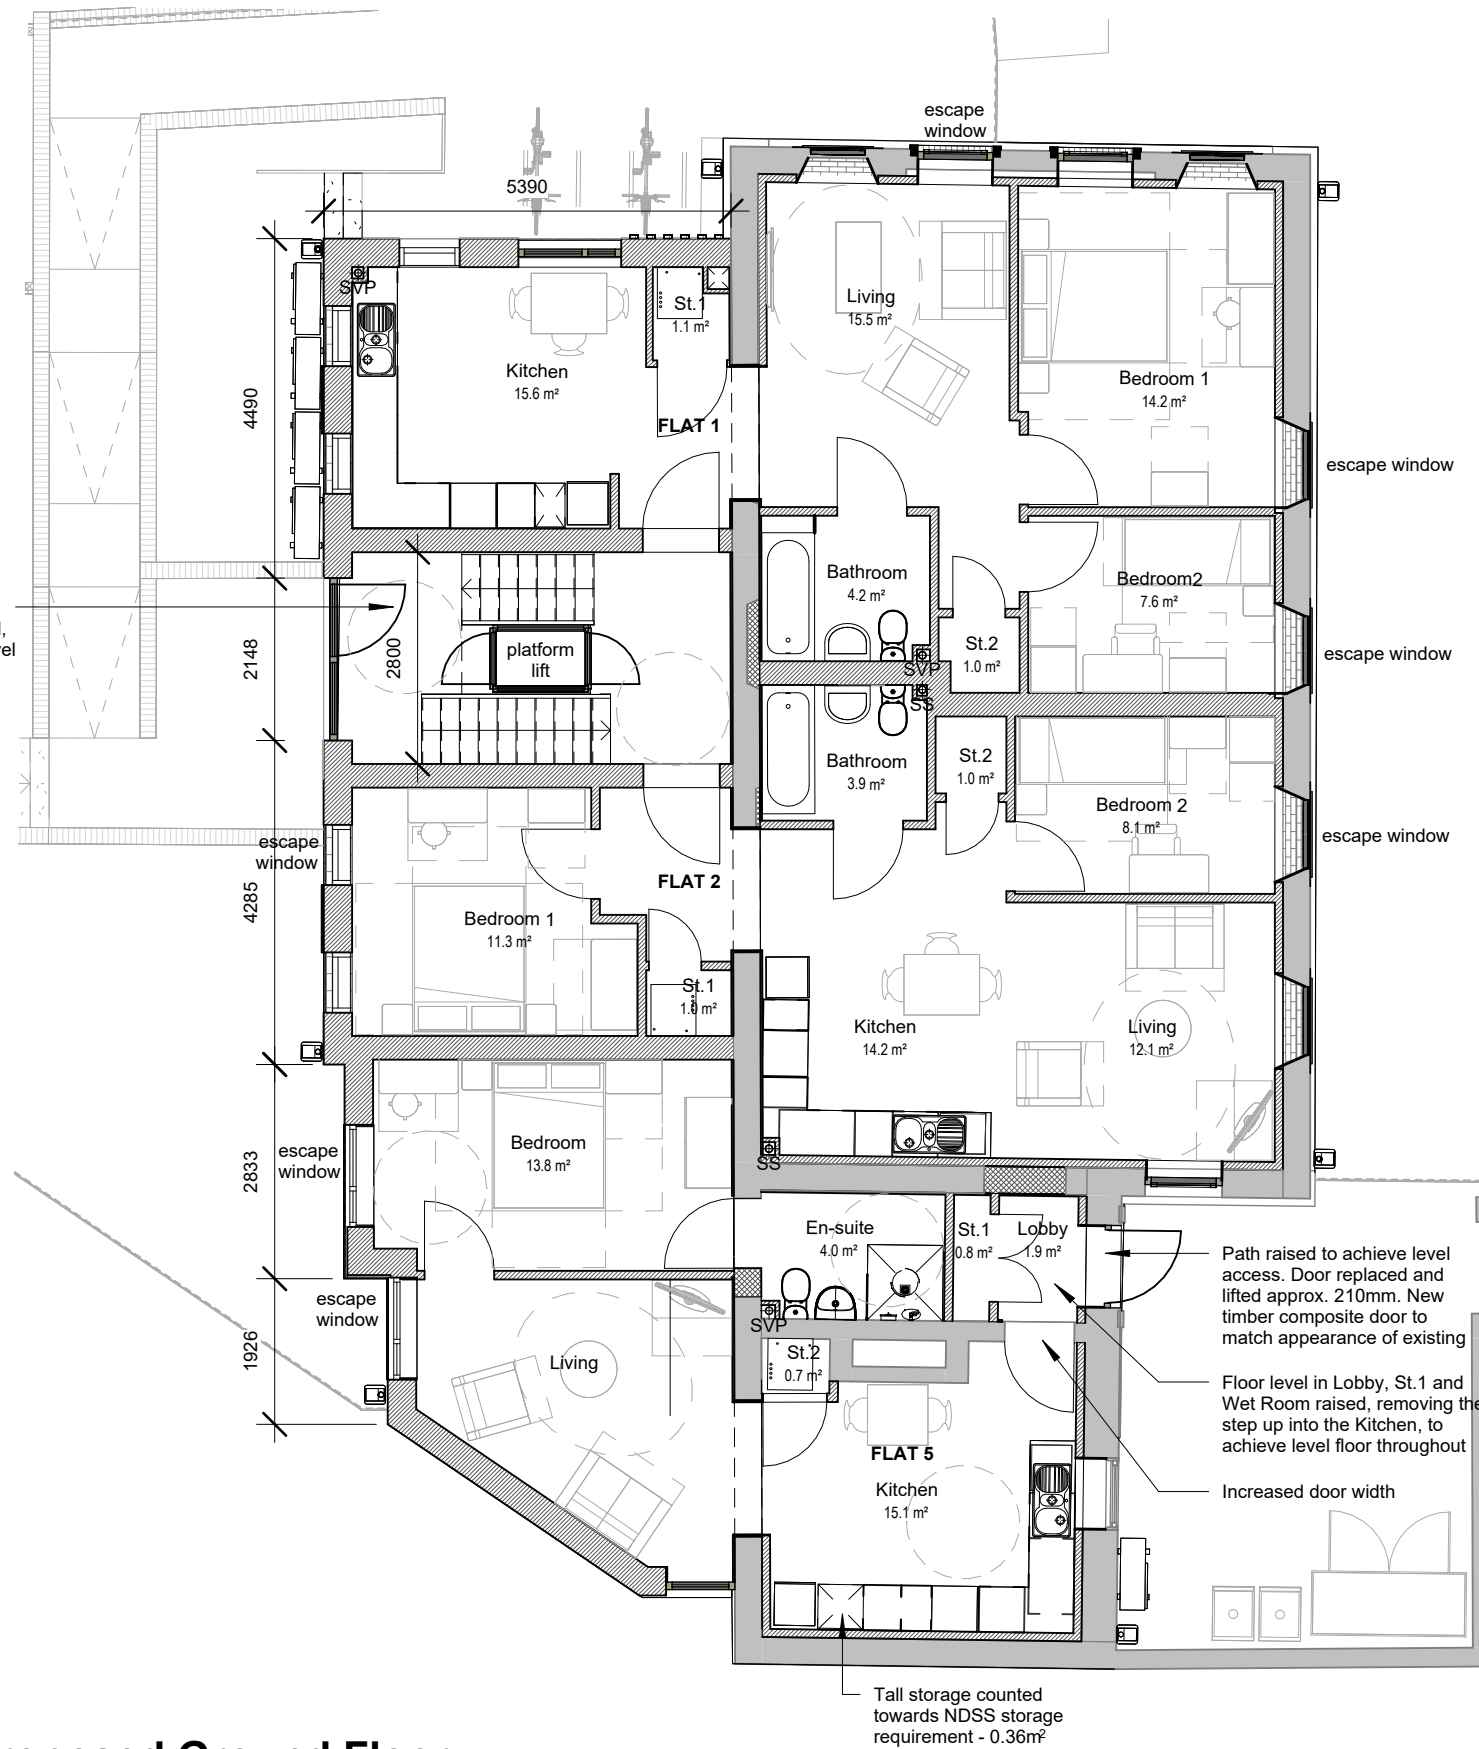 escape
window
5390
SVP
St.1
1.1 m²
Kitchen
15.6 m²
FLAT 1
4490
Living
15.5 m²
Bedroom 1
14.2 m²
escape window
Bathroom
4.2 m²
Bedroom2
7.6 m²
St.2
1.0 m²
SVP
SS
escape window
2148
2800
platform
lift
Bathroom
3.9 m²
St.2
1.0 m²
Bedroom 2
8.1 m²
escape window
escape
window
4285
FLAT 2
Bedroom 1
11.3 m²
St.1
1.0 m²
Kitchen
14.2 m²
Living
12.1 m²
SS
escape
window
2833
Bedroom
13.8 m²
En-suite
4.0 m²
St.1
0.8 m²
Lobby
1.9 m²
Path raised to achieve level
access. Door replaced and
lifted approx. 210mm. New
timber composite door to
match appearance of existing
escape
window
1926
SVP
Living
St.2
0.7 m²
Floor level in Lobby, St.1 and
Wet Room raised, removing the
step up into the Kitchen, to
achieve level floor throughout
FLAT 5
Kitchen
15.1 m²
Increased door width
Tall storage counted
towards NDSS storage
requirement - 0.36m²
Ground Floor